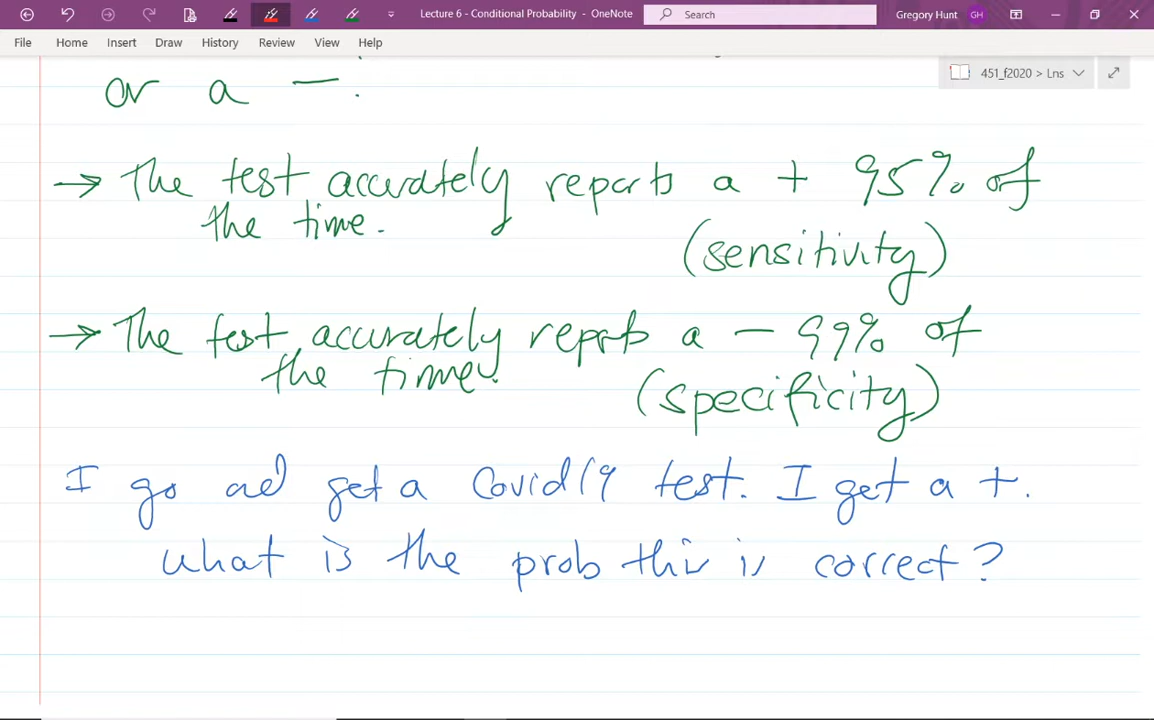 Lecture 6 - Conditional Probability - OneNote
Search
Gregory Hunt GH
File Home Insert Draw History Review View Help
451_f2020 > Lns
or a –.
→ The test accurately reports a + 95% of
the time.
(sensitivity)
→ The test accurately reports a – 99% of
the time.
(specificity)
I go ad get a Covid19 test. I get a +.
what is the prob this is correct?